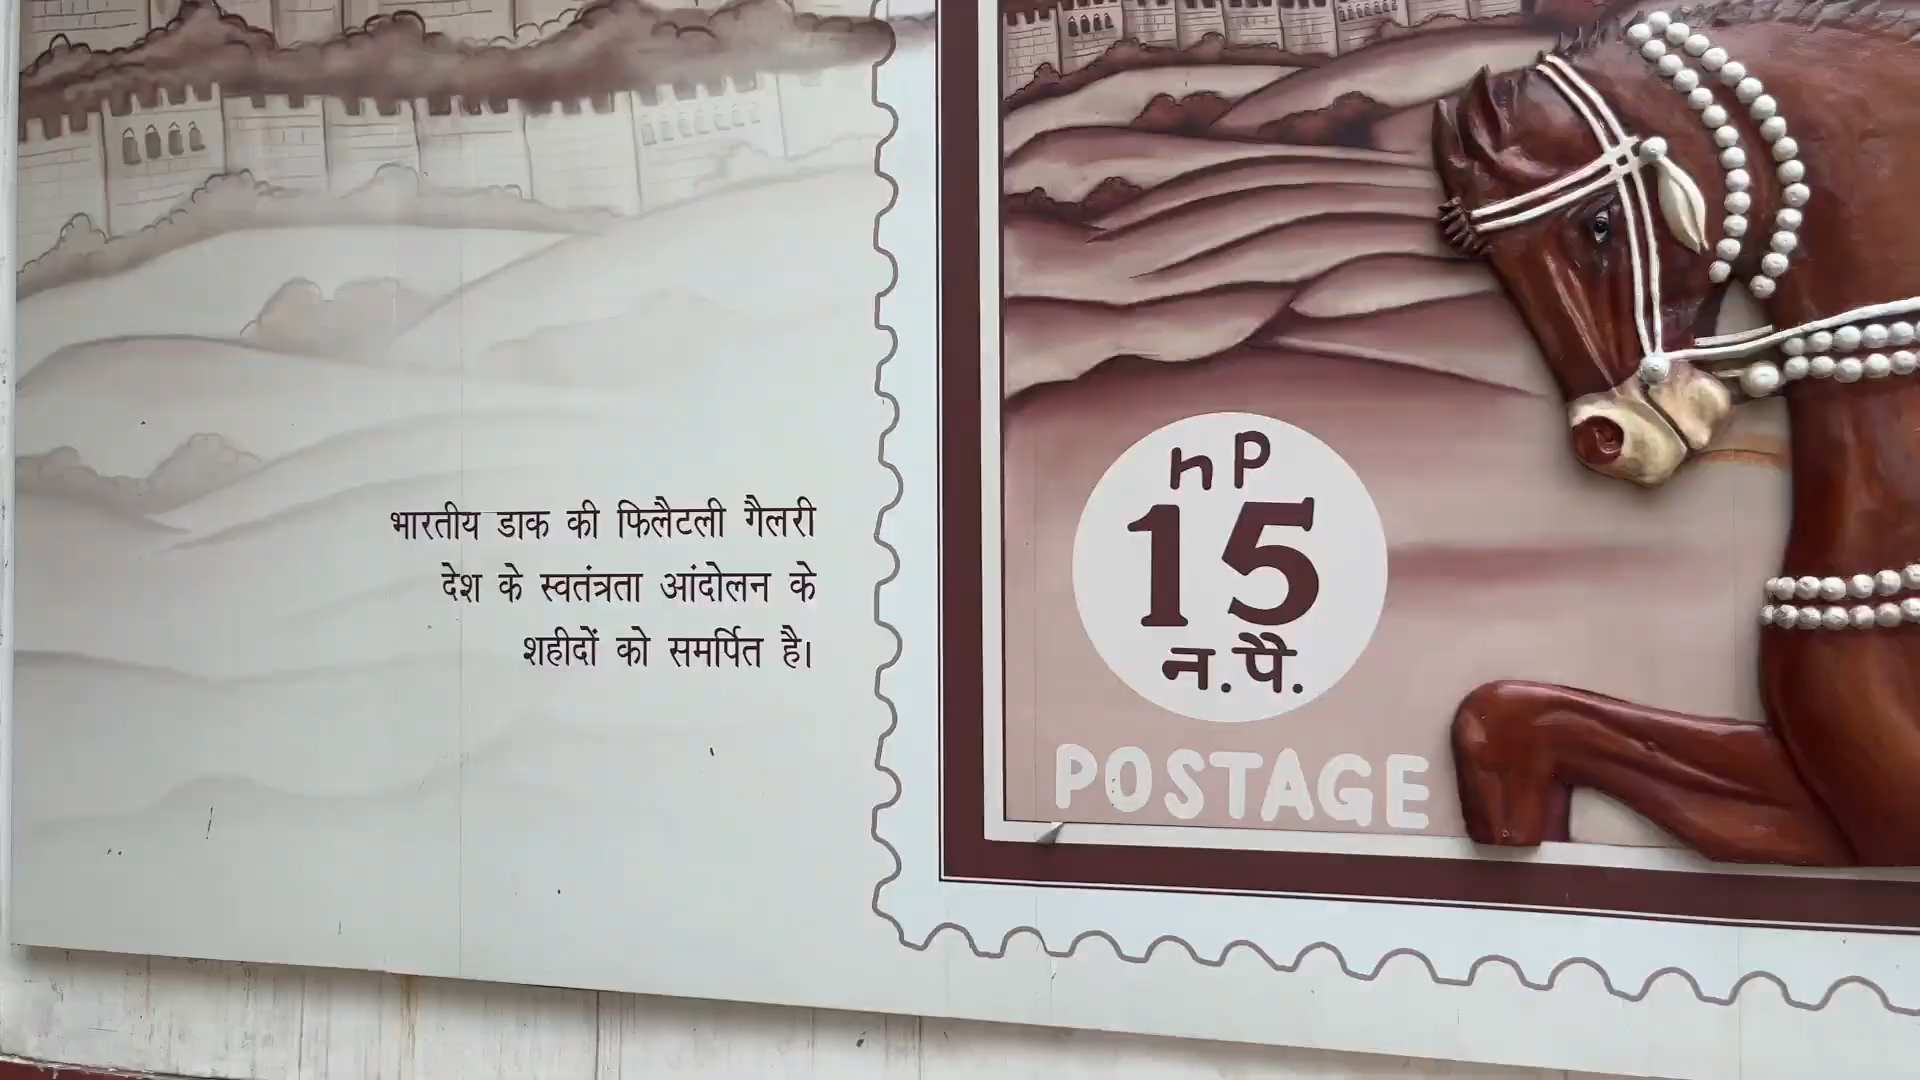 भारतीय डाक की फिलैटली गैलरी
देश के स्वतंत्रता आंदोलन के
शहीदों को समर्पित है।
nP
15
न.पै.
POSTAGE